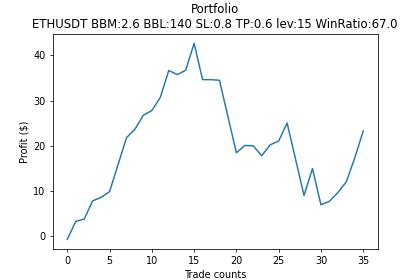 Portfolio
ETHUSDT BBM:2.6 BBL:140 SL:0.8 TP:0.6 lev:15 WinRatio:67.0
40
30
20
10
0
Profit ($)
0 5 10 15 20 25 30 35
Trade counts